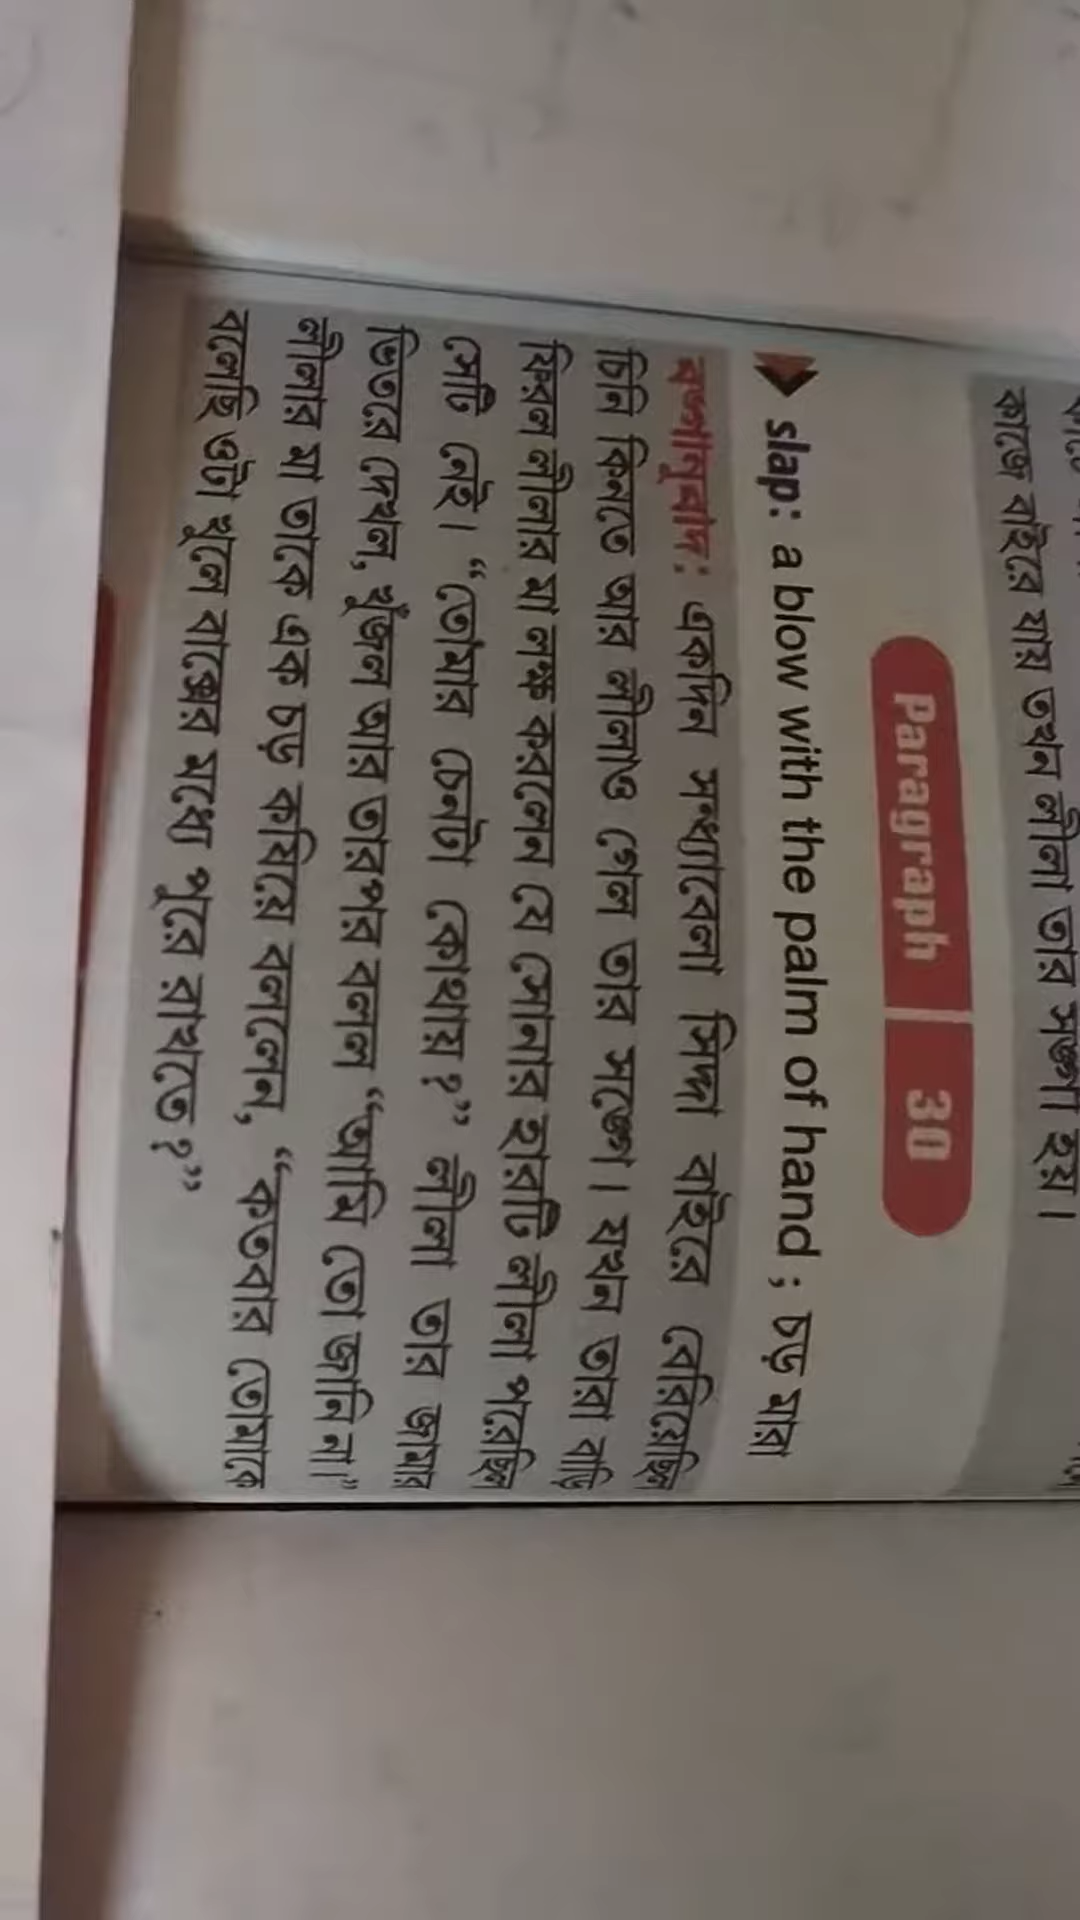 কাজে বাইরে যায় তখন লীলা তার সঙ্গী হয়।
Paragraph 30
slap: a blow with the palm of hand ; চড় মারা
বঙ্গানুবাদ: একদিন সন্ধ্যাবেলা সিদ্দা বাইরে বেরিয়েছিল
চিনি কিনতে আর লীলাও গেল তার সঙ্গে। যখন তারা বাড়ি
ফিরল লীলার মা লক্ষ করলেন যে সোনার হারটি লীলা পরেছিল
সেটি নেই। “তোমার চেনটা কোথায়?” লীলা তার জামার
ভিতরে দেখল, খুঁজল আর তারপর বলল “আমি তো জানি না।”
লীলার মা তাকে এক চড় কষিয়ে বললেন, “কতবার তোমাকে
বলেছি ওটা খুলে বাক্সের মধ্যে পুরে রাখতে?”